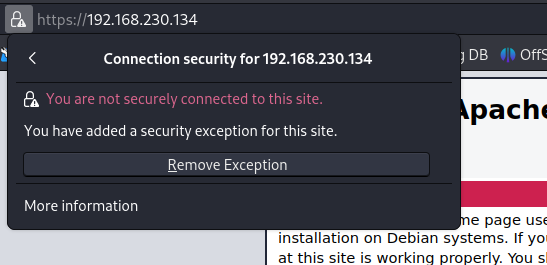 https://192.168.230.134
Connection security for 192.168.230.134
g DB OffS
You are not securely connected to this site.
Apache
You have added a security exception for this site.
Remove Exception
More information
me page use
installation on Debian systems. If you
at this site is working properly. You sh